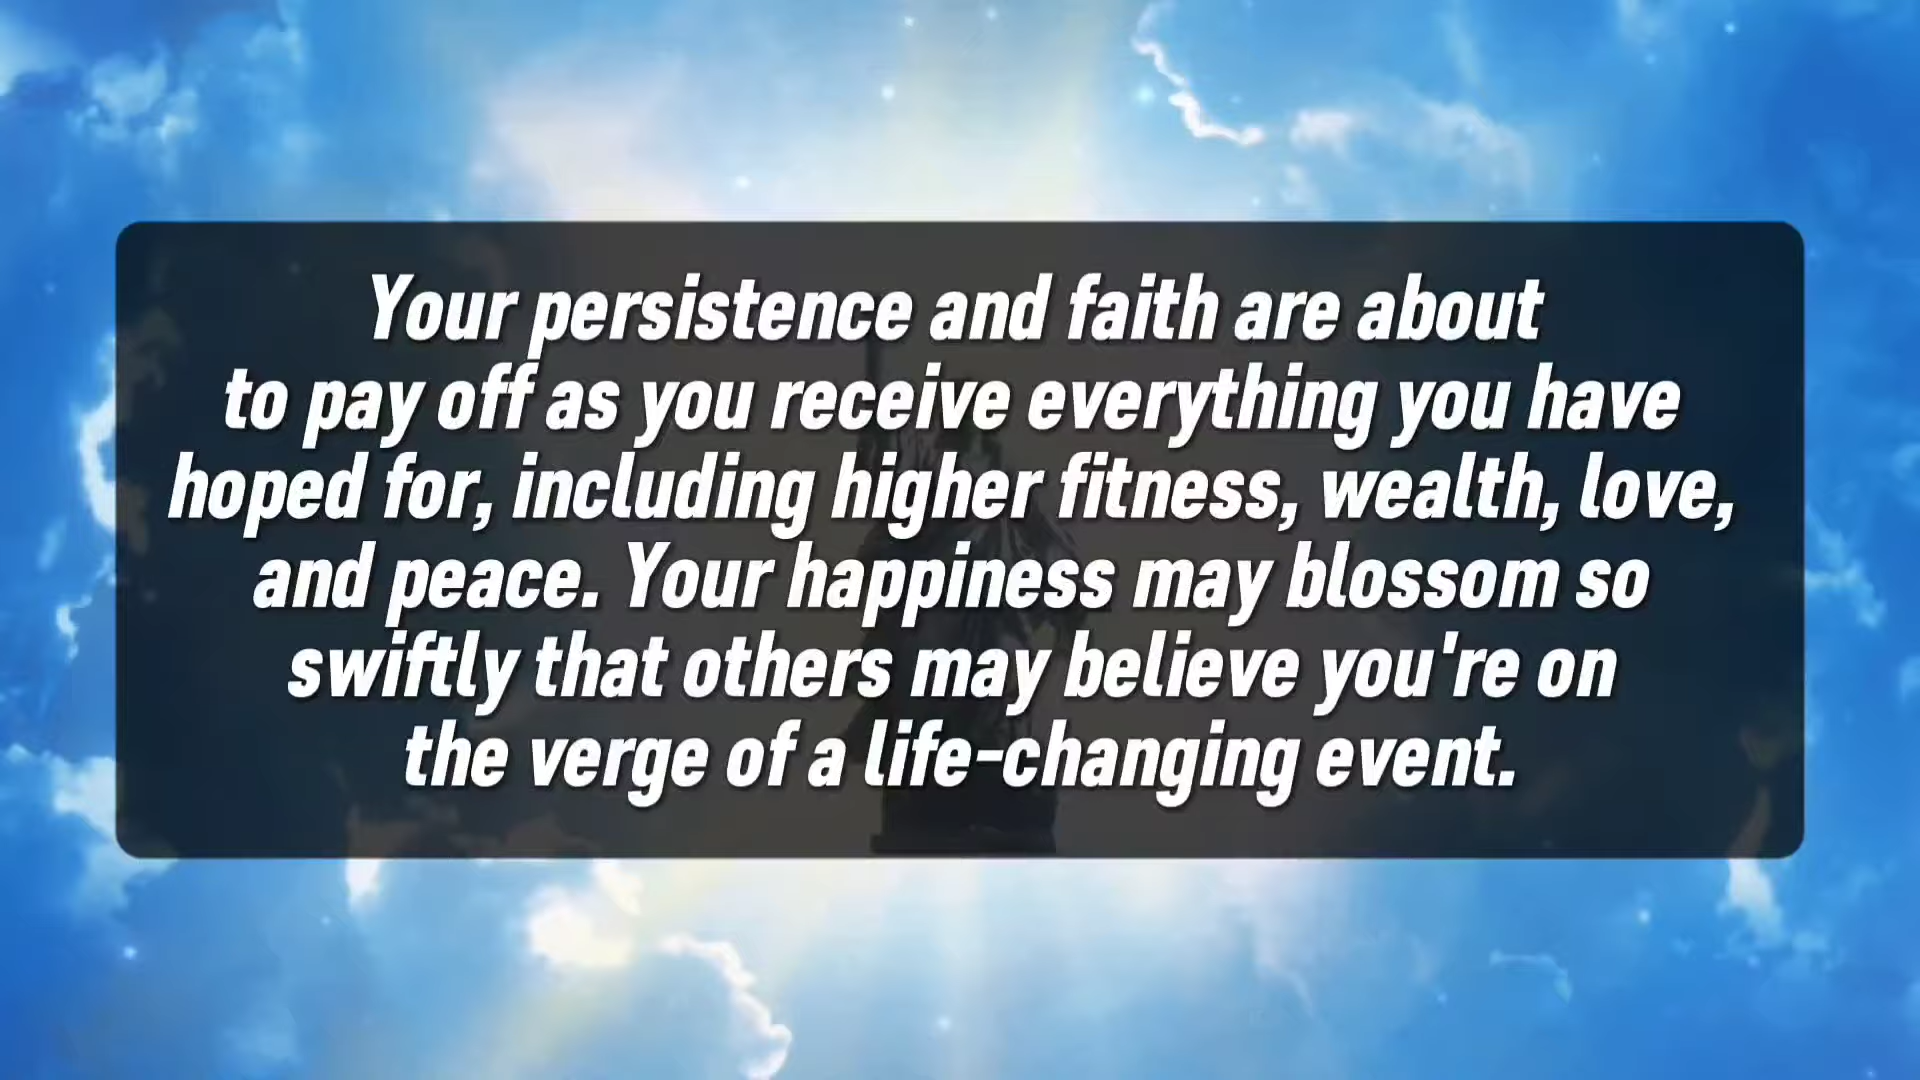 Your persistence and faith are about
to pay off as you receive everything you have
hoped for, including higher fitness, wealth, love,
and peace. Your happiness may blossom so
swiftly that others may believe you're on
the verge of a life-changing event.